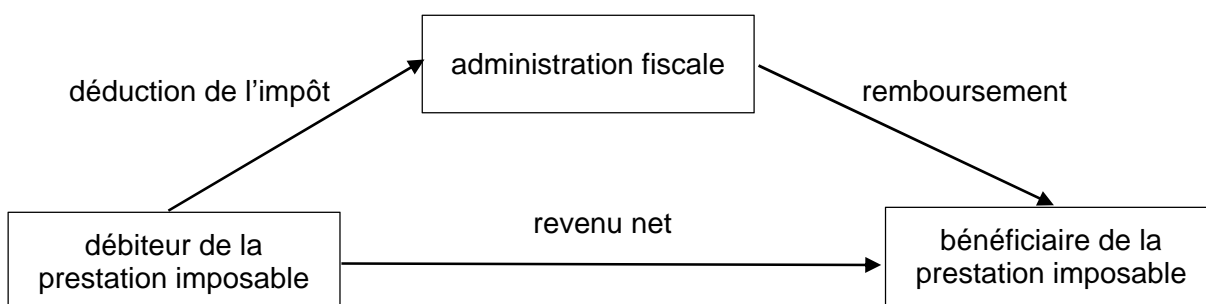 administration fiscale
déduction de l’impôt
remboursement
revenu net
débiteur de la
prestation imposable
bénéficiaire de la
prestation imposable